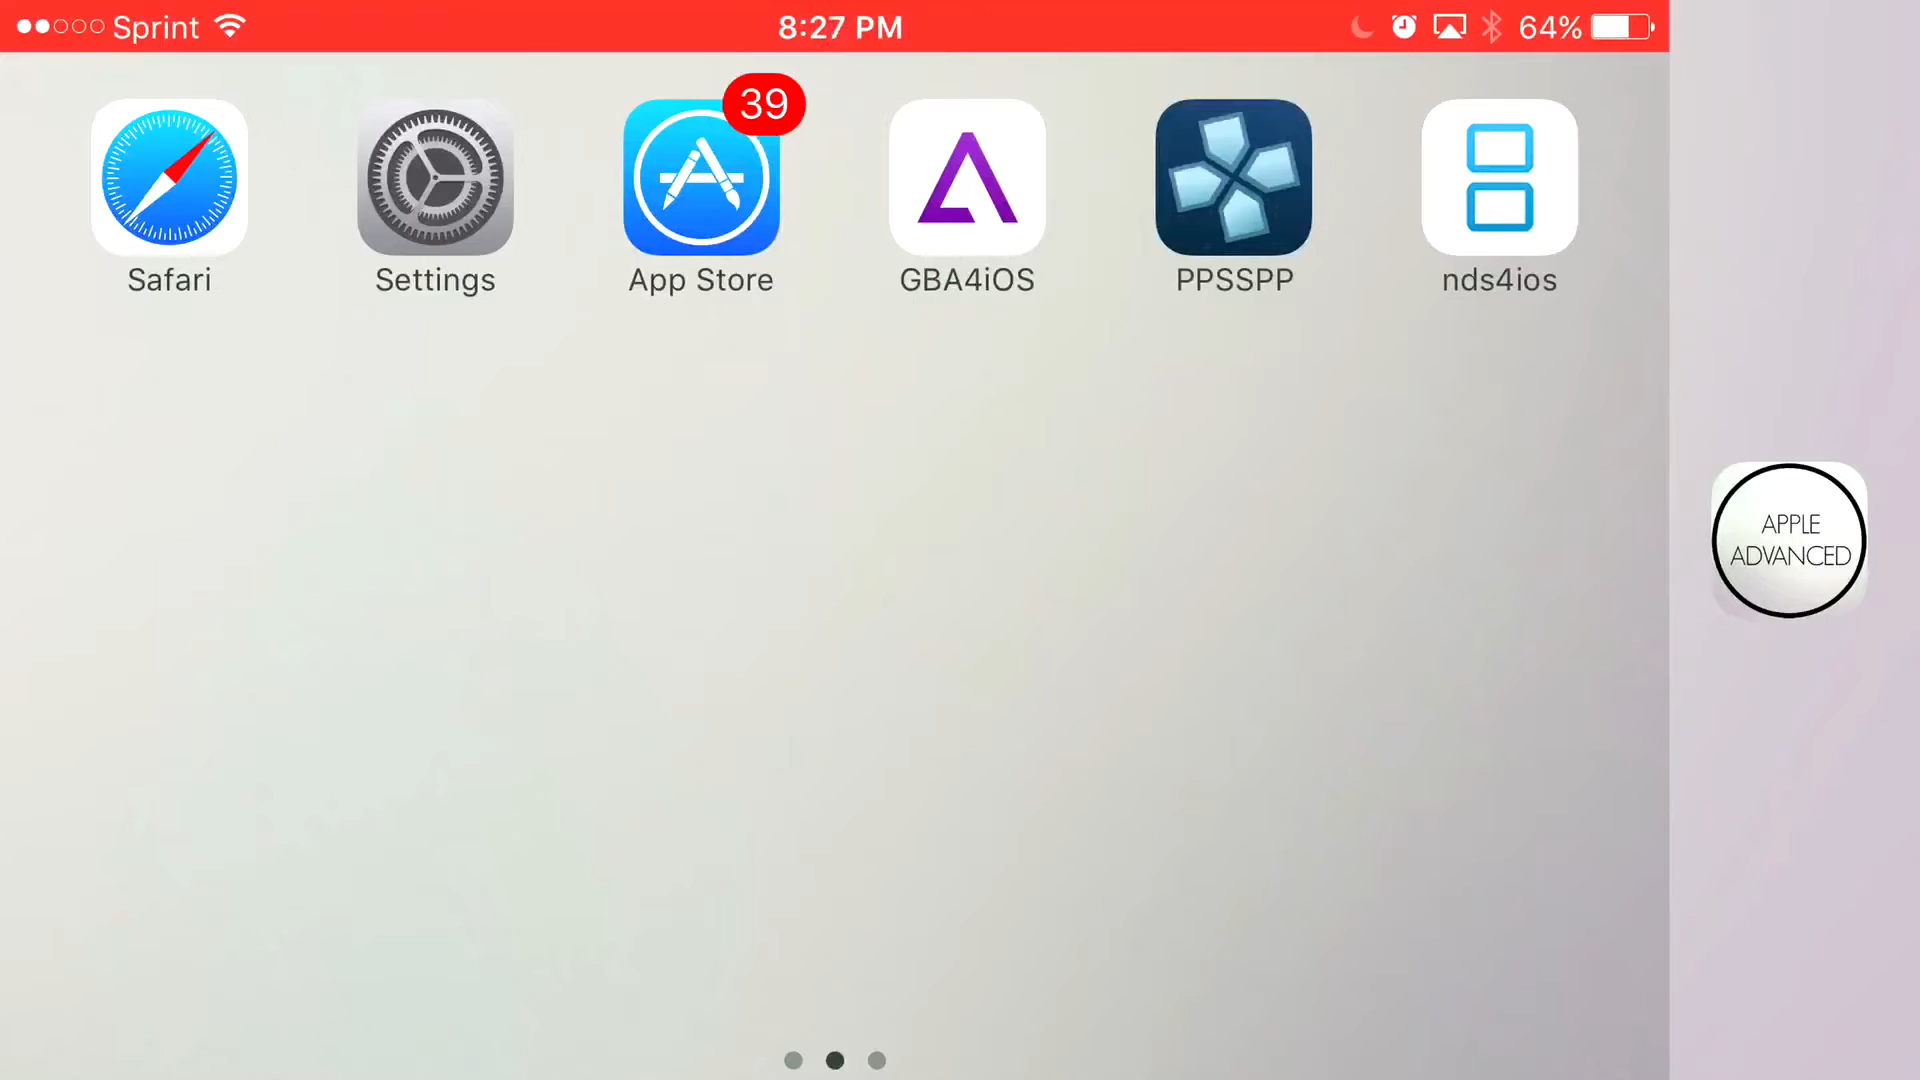 Sprint
8:27 PM
64%
39
Safari
Settings
App Store
GBA4iOS
PPSSPP
nds4ios
APPLE
ADVANCED